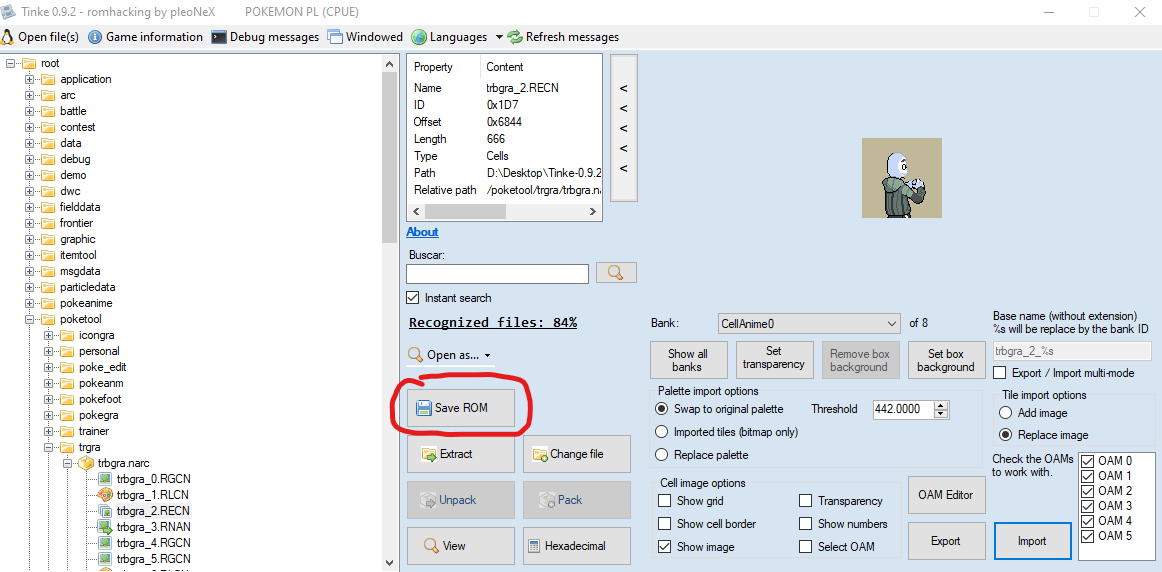 Tinke 0.9.2 - romhacking by pleoNeX POKEMON PL (CPUE)
Open file(s) Game information Debug messages Windowed Languages Refresh messages
root
application
arc
battle
contest
data
debug
demo
dwc
fielddata
frontier
graphic
itemtool
msgdata
particledata
pokeanime
poketool
icongra
personal
poke_edit
pokeanm
pokefoot
pokegra
trainer
trgra
trbgra.narc
trbgra_0.RGCN
trbgra_1.RLCN
trbgra_2.RECN
trbgra_3.RNAN
trbgra_4.RGCN
trbgra_5.RGCN
Property Content
Name trbgra_2.RECN
ID 0x1D7
Offset 0x6844
Length 666
Type Cells
Path D:\Desktop\Tinke-0.9.2
Relative path /poketool/trgra/trbgra.na
<
<
<
<
<
About
Buscar:
Instant search
Recognized files: 84%
Open as...
Save ROM
Extract Change file
Unpack Pack
View Hexadecimal
Bank: CellAnime0 of 8
Show all
banks
Set
transparency
Remove box
background
Set box
background
Palette import options
Swap to original palette Threshold 442.0000
Imported tiles (bitmap only)
Replace palette
Cell image options
Show grid Transparency
Show cell border Show numbers
Show image Select OAM
OAM Editor
Export
Import
Base name (without extension)
%s will be replace by the bank ID
trbgra_2_%s
Export / Import multi-mode
Tile import options
Add image
Replace image
Check the OAMs
to work with.
OAM 0
OAM 1
OAM 2
OAM 3
OAM 4
OAM 5